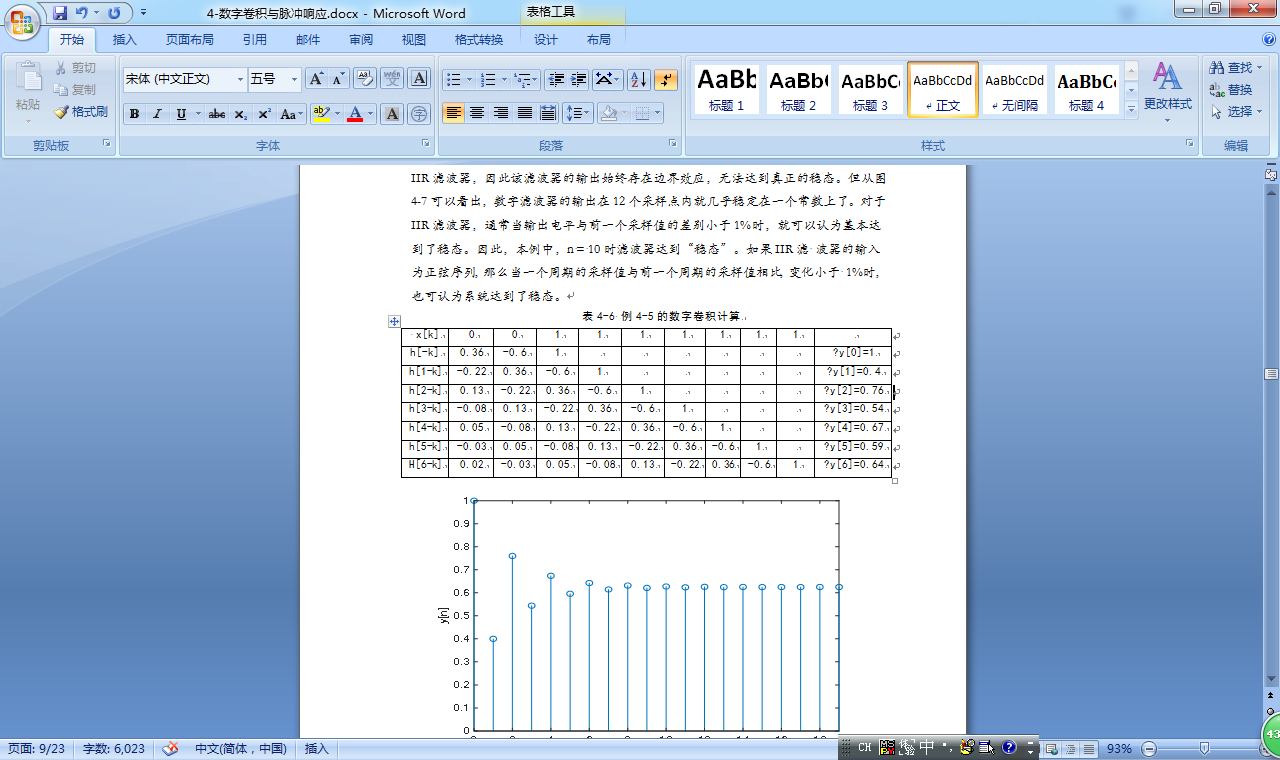 4-数字卷积与脉冲响应.docx - Microsoft Wo
表格工具
开始 插入 页面布局 引用 邮件 审阅 视图 格式转换 设计 布局
粘贴
剪切
复制
格式刷
剪贴板
宋体 (中文正文) 五号
B I U abc x₂ x² Aa
字体
段落
AaBb AaBb( AaBbCc AaBbCcDd AaBbCcDd AaBbCc
标题 1 标题 2 标题 3 正文 无间隔 标题 4
更改样式
样式
查找
替换
选择
编辑
IIR 滤波器，因此该滤波器的输出始终存在边界效应，无法达到真正的稳态。但从图
4-7 可以看出，数字滤波器的输出在 12 个采样点内就几乎稳定在一个常数上了。对于
IIR 滤波器，通常当输出电平与前一个采样值的差别小于 1%时，就可以认为基本达
到了稳态。因此，本例中，n＝10 时滤波器达到“稳态”。如果 IIR 滤 波器的输入
为正弦序列,那么当一个周期的采样值与前一个周期的采样值相比,变化小于 1%时,
也可认为系统达到了稳态。
表 4-6 例 4-5 的数字卷积计算
x[k] 0 0 1 1 1 1 1 1 1
h[-k] 0.36 -0.6 1 ?y[0]=1
h[1-k] -0.22 0.36 -0.6 1 ?y[1]=0.4
h[2-k] 0.13 -0.22 0.36 -0.6 1 ?y[2]=0.76
h[3-k] -0.08 0.13 -0.22 0.36 -0.6 1 ?y[3]=0.54
h[4-k] 0.05 -0.08 0.13 -0.22 0.36 -0.6 1 ?y[4]=0.67
h[5-k] -0.03 0.05 -0.08 0.13 -0.22 0.36 -0.6 1 ?y[5]=0.59
H[6-k] 0.02 -0.03 0.05 -0.08 0.13 -0.22 0.36 -0.6 1 ?y[6]=0.64
1
0.9
0.8
0.7
0.6
0.5
0.4
0.3
0.2
0.1
0
y[n]
页面: 9/23 字数: 6,023 中文(简体，中国) 插入
CH 中 93%
43